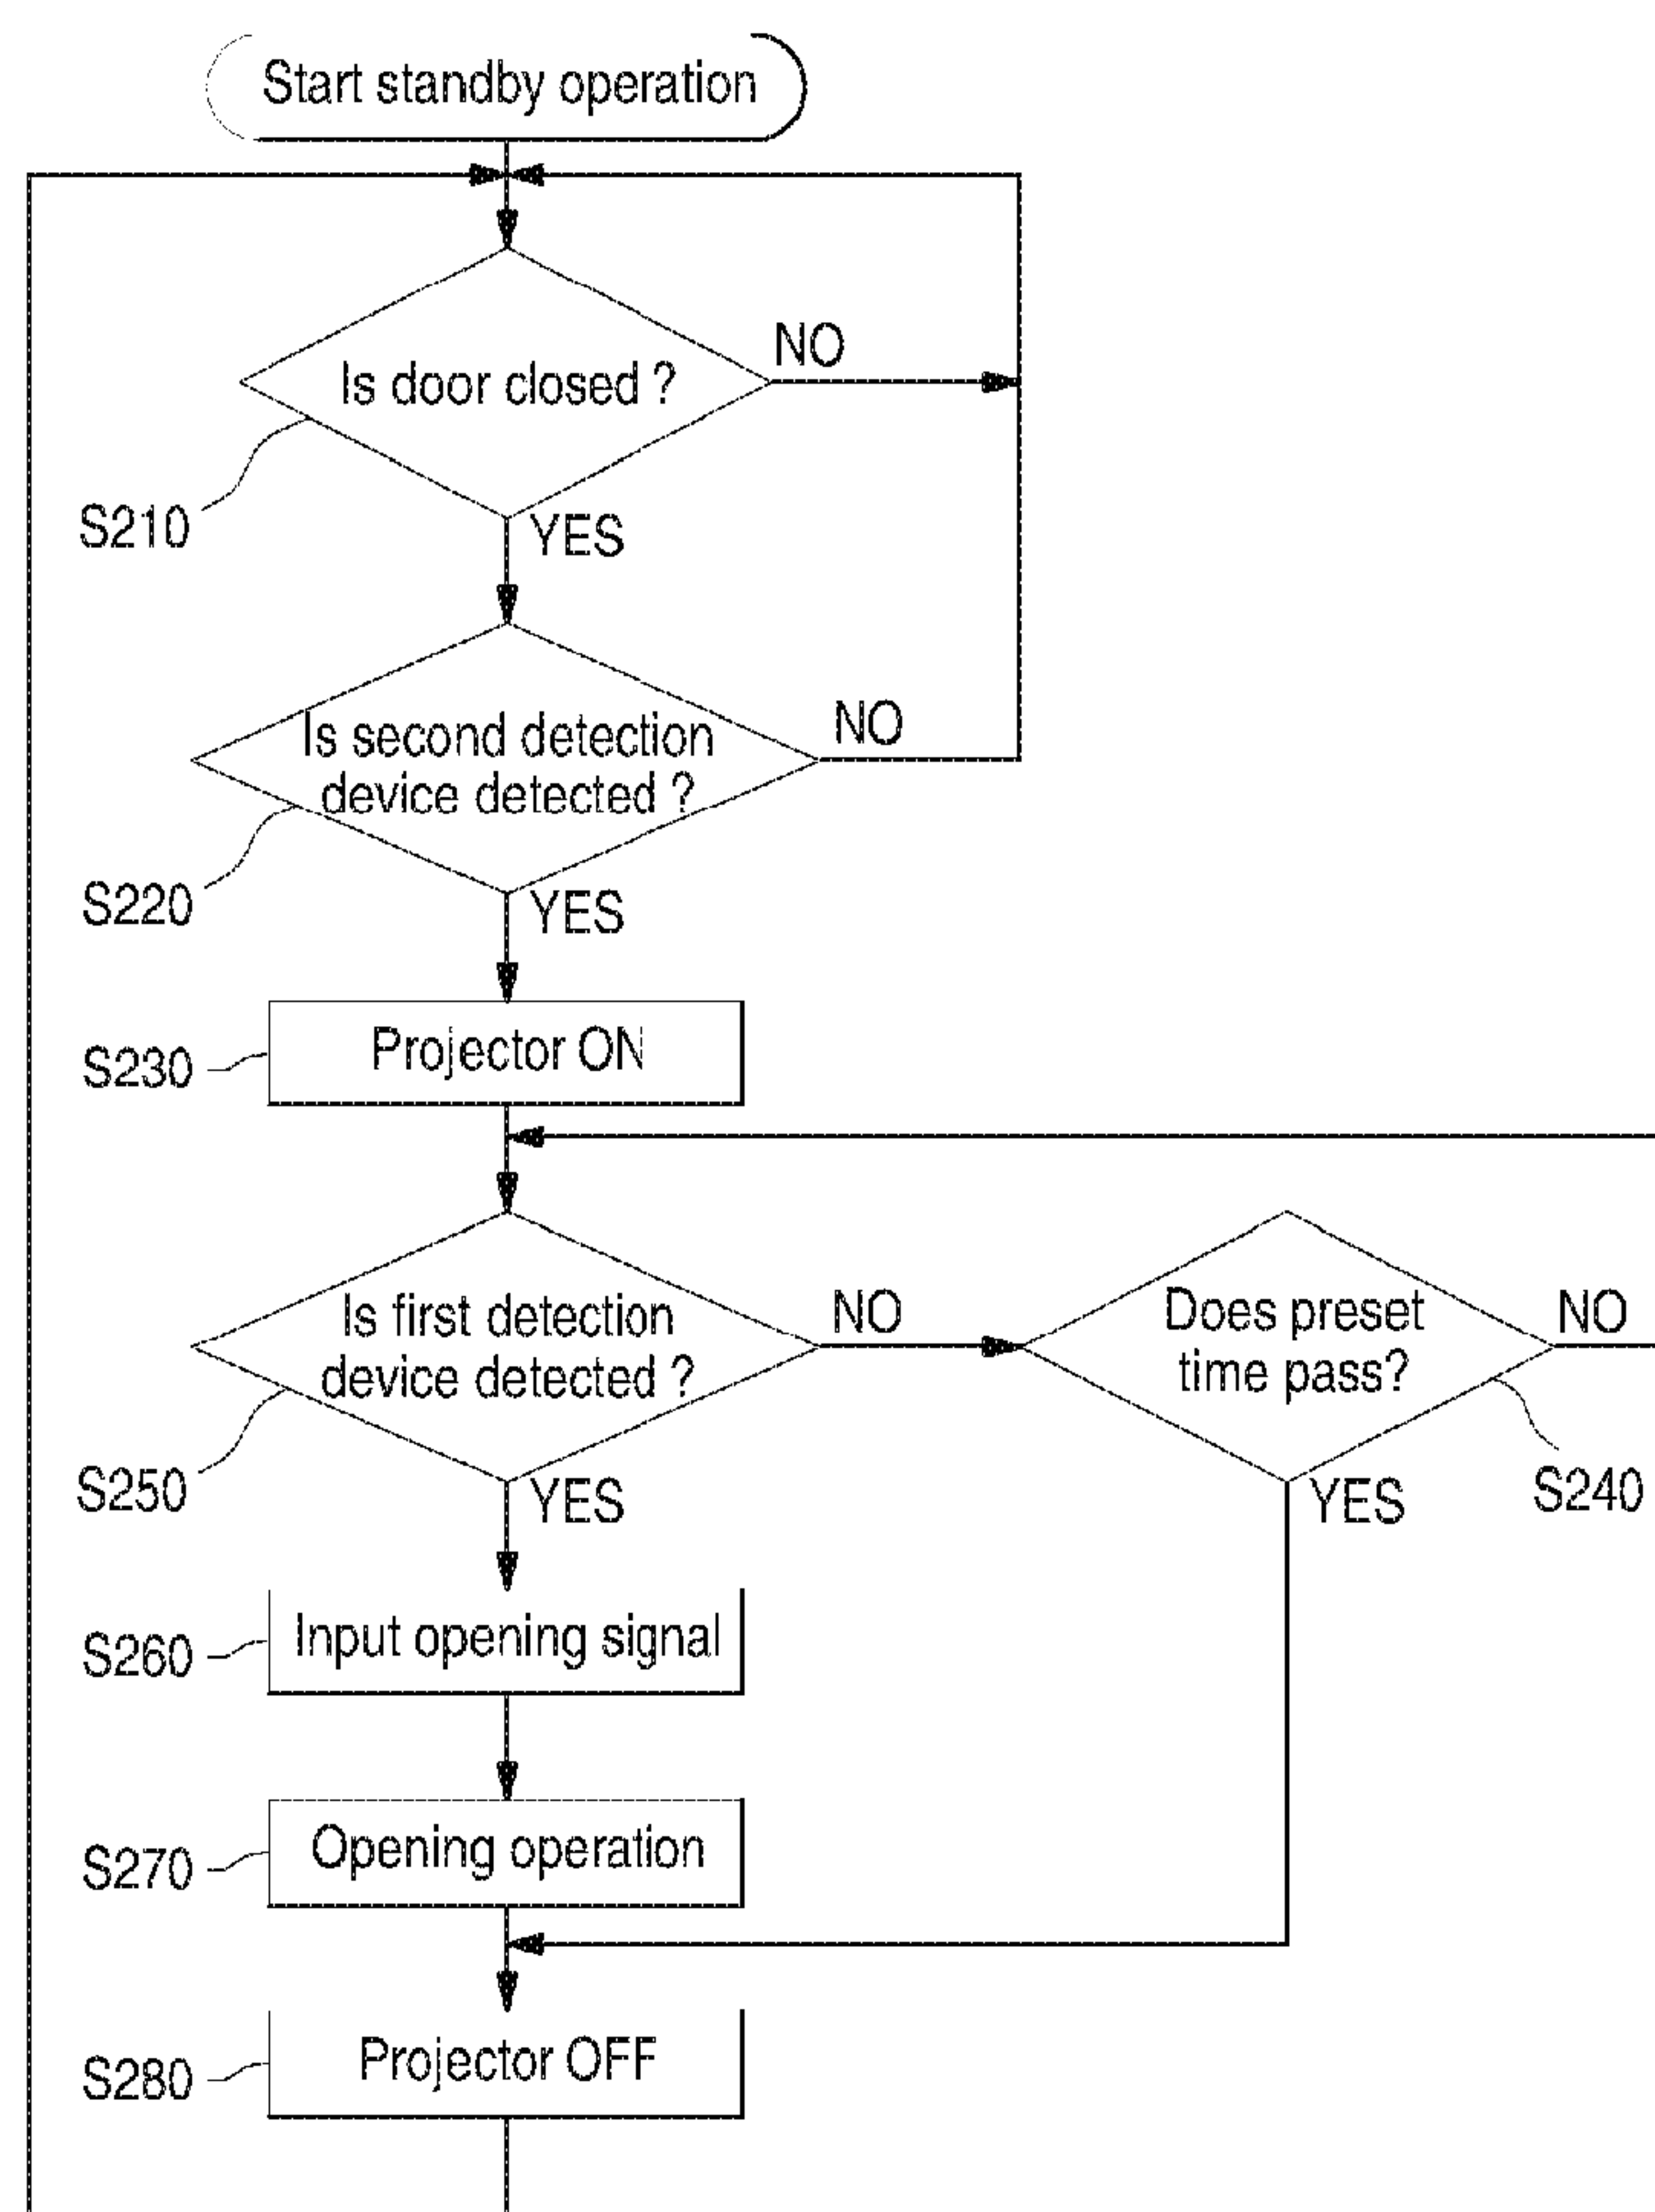 Start standby operation
NO
Is door closed ?
S210
YES
NO
Is second detection
device detected ?
S220
YES
Projector ON
S230
Is first detection
device detected ?
NO
Does preset
time pass?
NO
S250
YES
YES
S240
Input opening signal
S260
Opening operation
S270
Projector OFF
S280